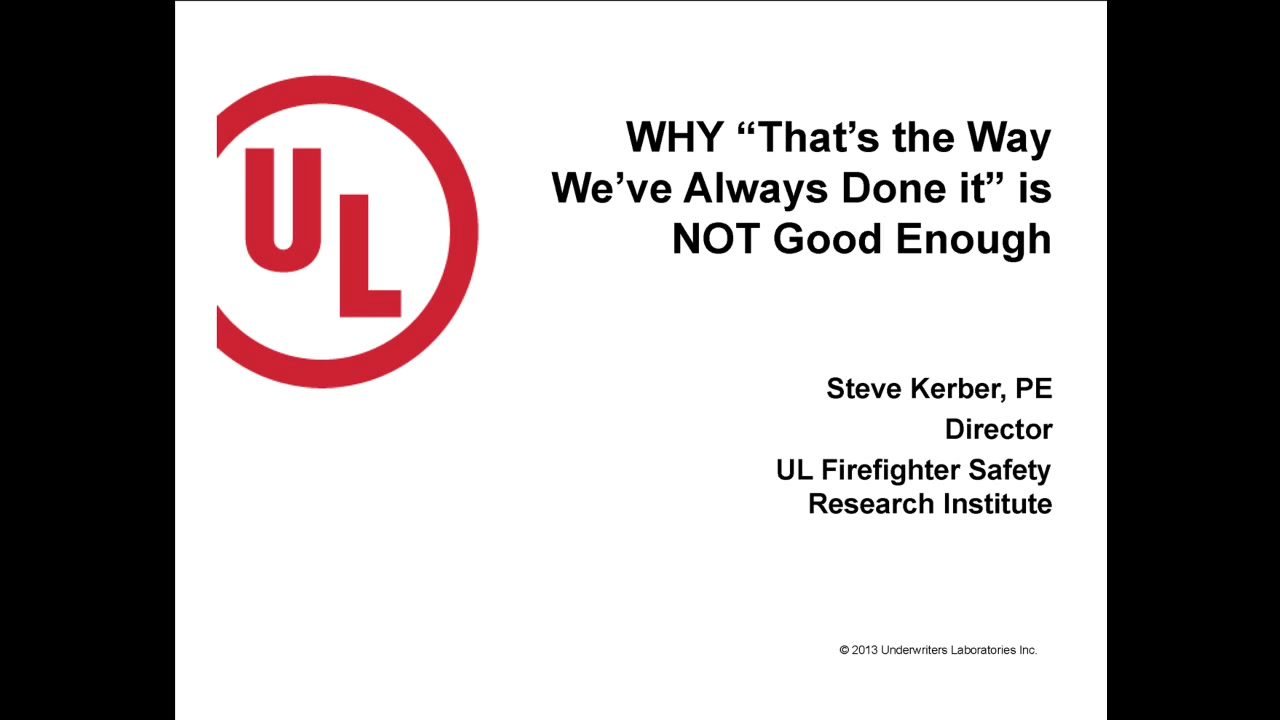 UL
WHY “That’s the Way
We’ve Always Done it” is
NOT Good Enough
Steve Kerber, PE
Director
UL Firefighter Safety
Research Institute
© 2013 Underwriters Laboratories Inc.